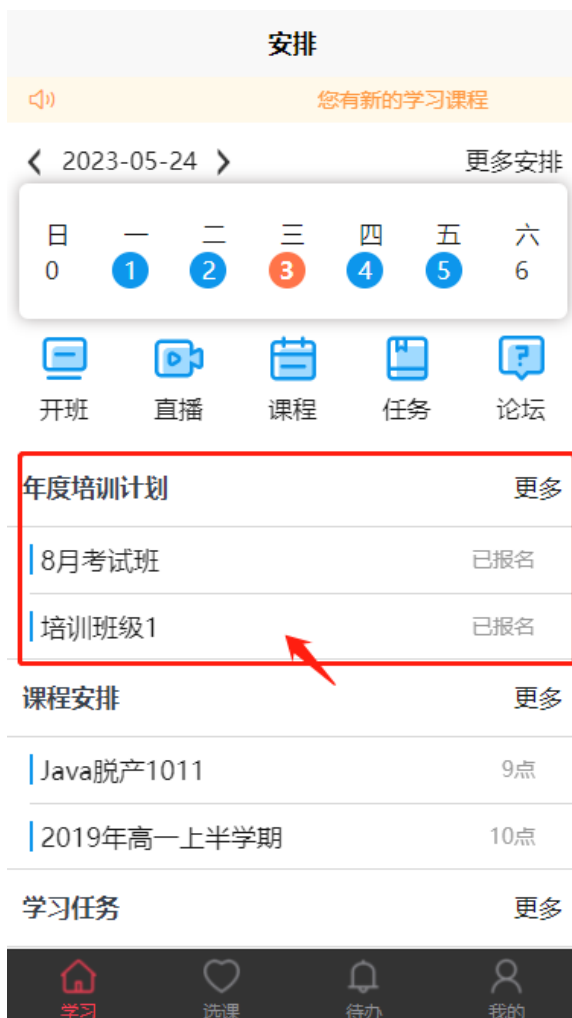 安排
您有新的学习课程
2023-05-24 更多安排
日 一 二 三 四 五 六
0 1 2 3 4 5 6
开班 直播 课程 任务 论坛
年度培训计划 更多
8月考试班 已报名
培训班级1 已报名
课程安排 更多
Java脱产1011 9点
2019年高一上半学期 10点
学习任务 更多
学习 选课 待办 我的